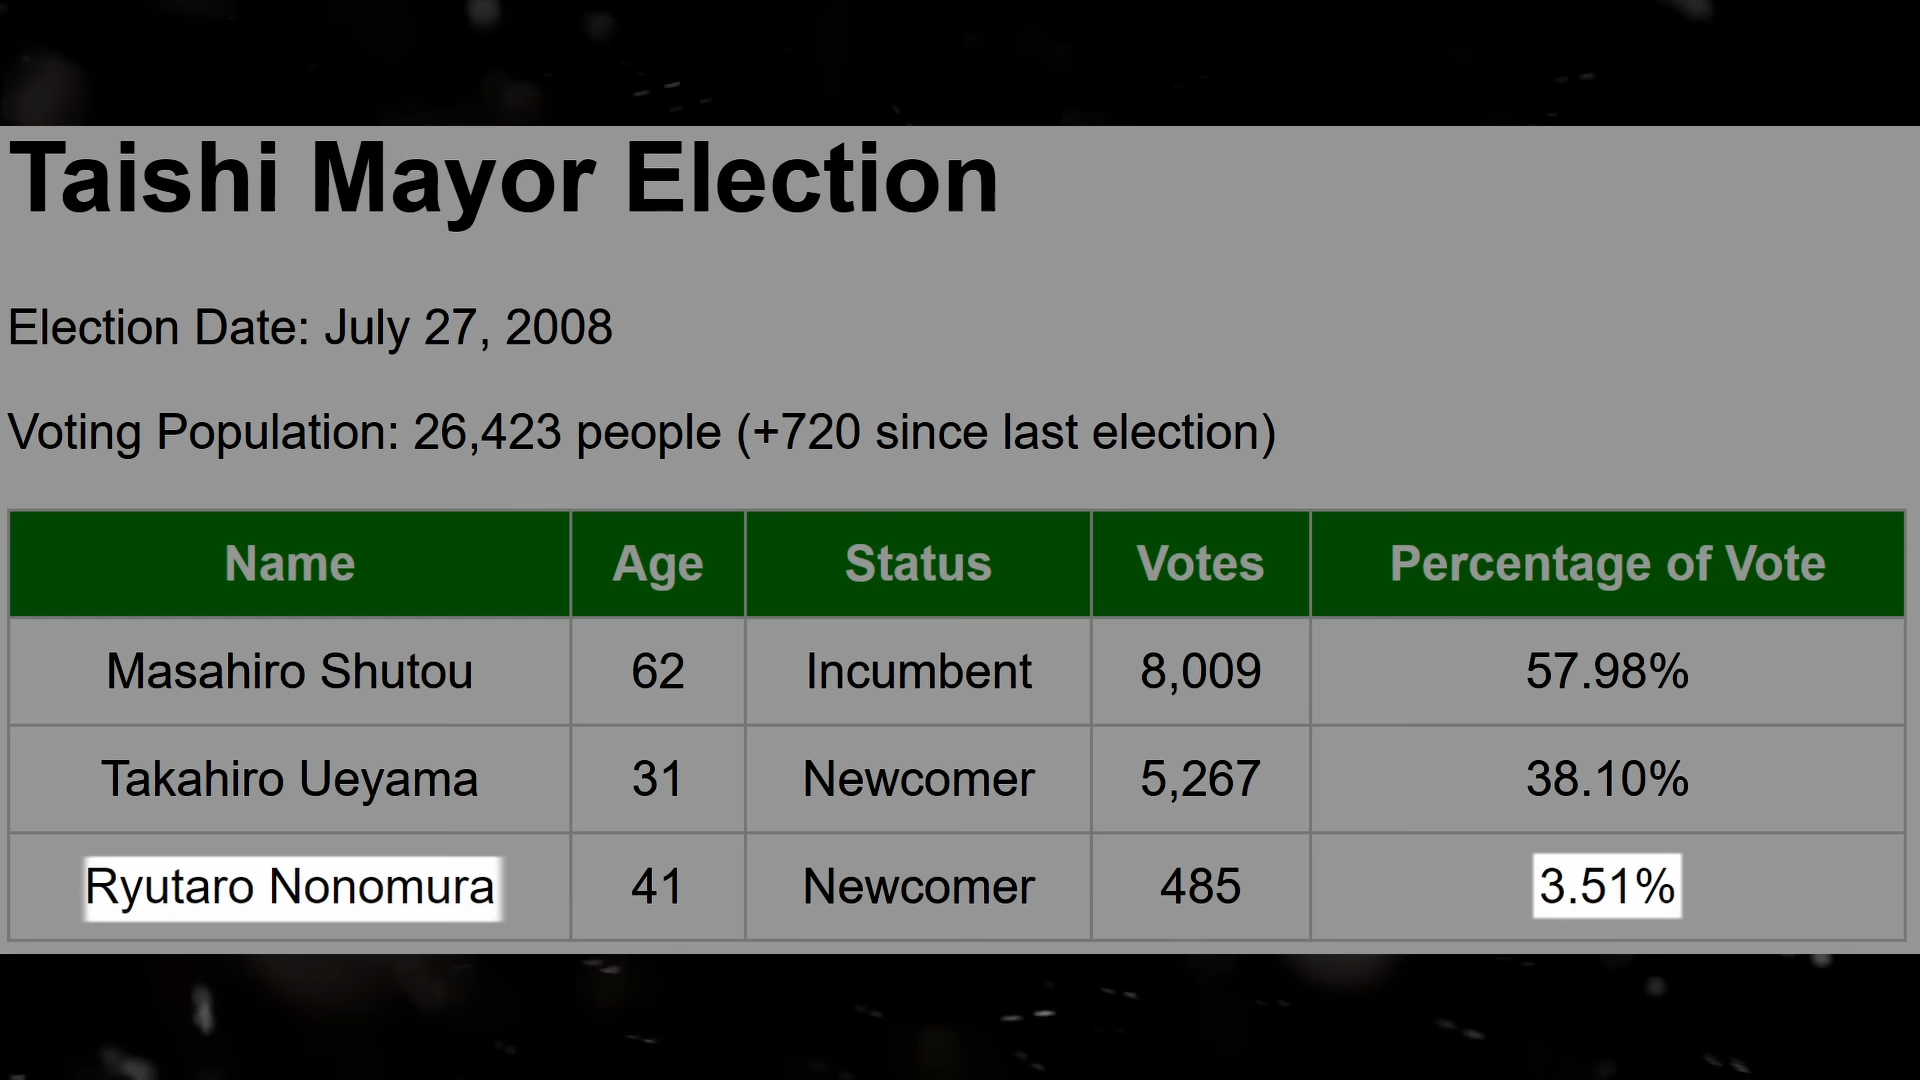 Taishi Mayor Election
Election Date: July 27, 2008
Voting Population: 26,423 people (+720 since last election)
Name Age Status Votes Percentage of Vote
Masahiro Shutou 62 Incumbent 8,009 57.98%
Takahiro Ueyama 31 Newcomer 5,267 38.10%
Ryutaro Nonomura 41 Newcomer 485 3.51%